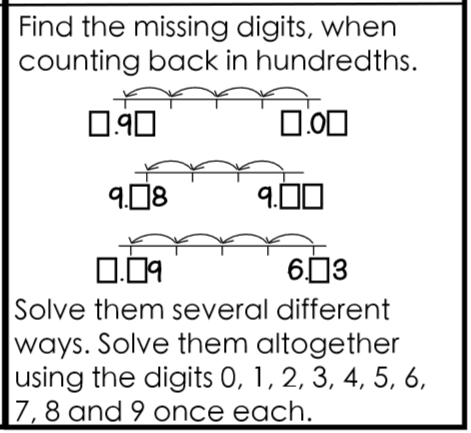 Find the missing digits, when
counting back in hundredths.
□.9□ □.0□
9.□8 9.□□
□.□9 6.□3
Solve them several different
ways. Solve them altogether
using the digits 0, 1, 2, 3, 4, 5, 6,
7, 8 and 9 once each.